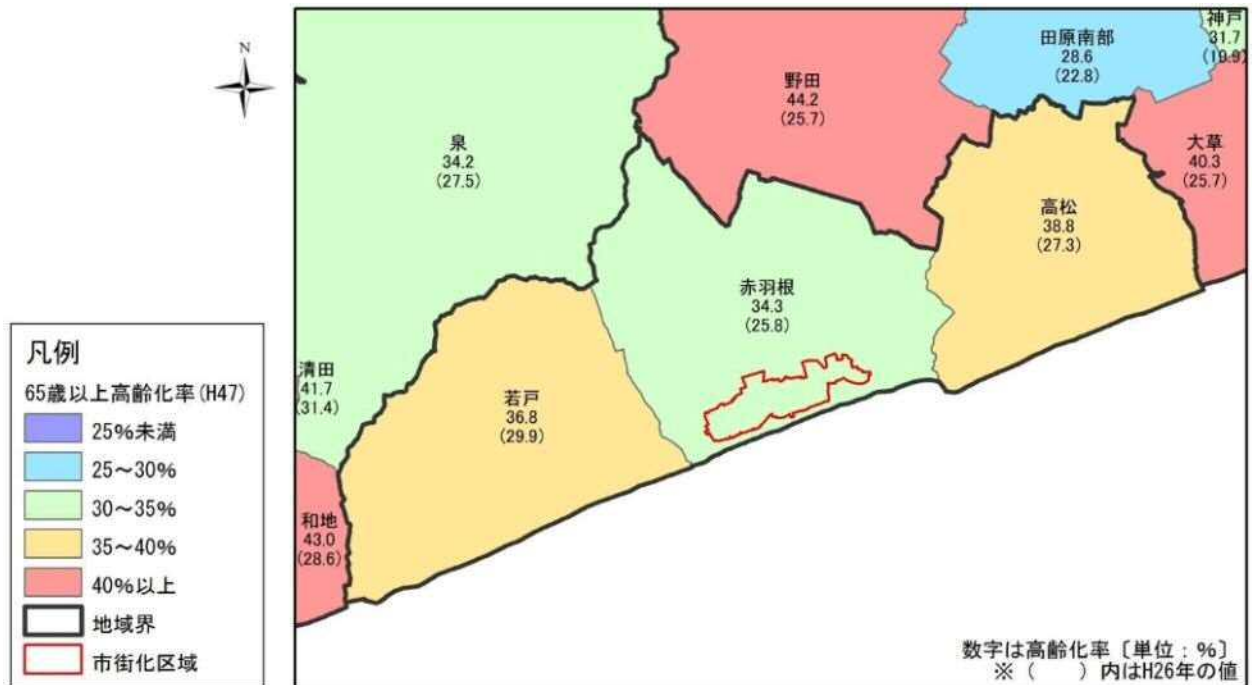 N
神戸
31.7
(19.9)
田原南部
28.6
(22.8)
野田
44.2
(25.7)
大草
40.3
(25.7)
泉
34.2
(27.5)
高松
38.8
(27.3)
赤羽根
34.3
(25.8)
清田
41.7
(31.4)
若戸
36.8
(29.9)
和地
43.0
(28.6)
凡例
65歳以上高齢化率(H47)
25%未満
25～30%
30～35%
35～40%
40%以上
地域界
市街化区域
数字は高齢化率〔単位：%〕
※（　　）内はH26年の値